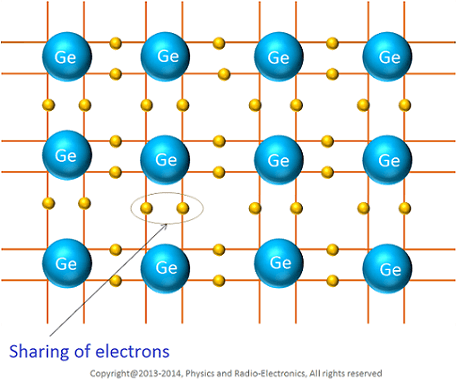 Ge Ge Ge Ge
Ge Ge Ge Ge
Ge Ge Ge Ge
Sharing of electrons
Copyright@2013-2014, Physics and Radio-Electronics, All rights reserved